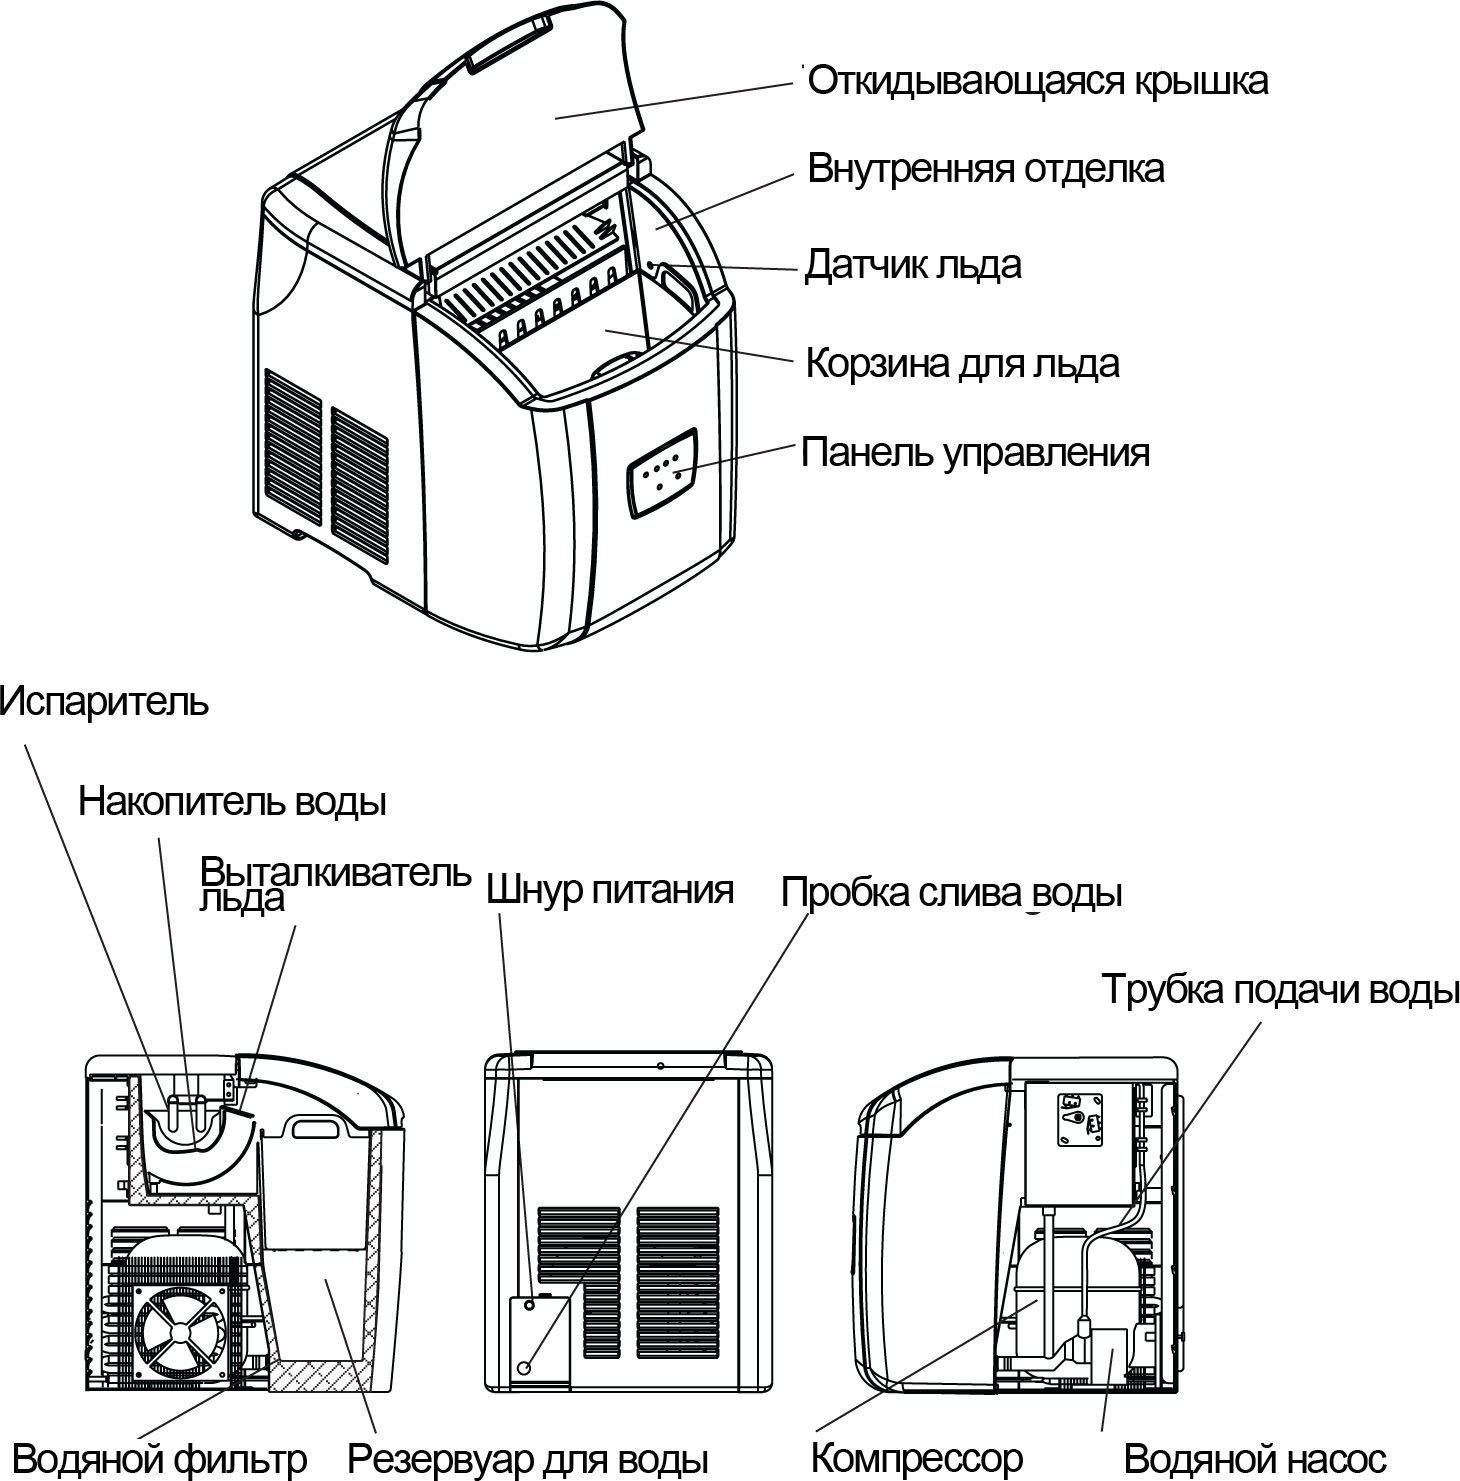 Откидывающаяся крышка
Внутренняя отделка
Датчик льда
Корзина для льда
Панель управления
Испаритель
Накопитель воды
Выталкиватель
льда
Шнур питания
Пробка слива воды
Трубка подачи воды
Водяной фильтр
Резервуар для воды
Компрессор
Водяной насос